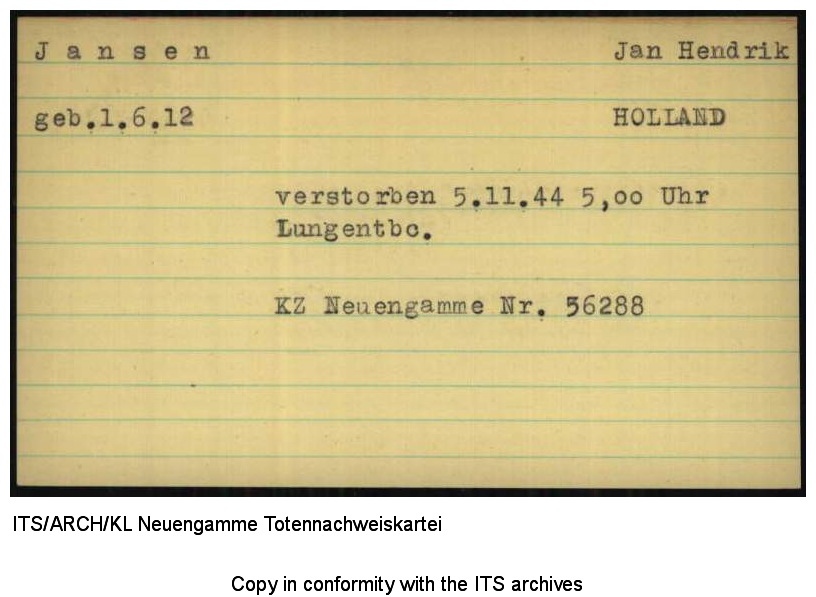 J a n s e n Jan Hendrik
geb.1.6.12 HOLLAND
verstorben 5.11.44 5,oo Uhr
Lungentbc.
KZ Neuengamme Nr. 56288
ITS/ARCH/KL Neuengamme Totennachweiskartei
Copy in conformity with the ITS archives